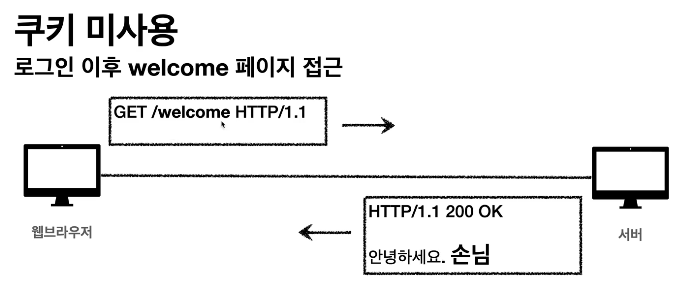 쿠키 미사용
로그인 이후 welcome 페이지 접근
GET /welcome HTTP/1.1
웹브라우저
서버
HTTP/1.1 200 OK
안녕하세요. 손님